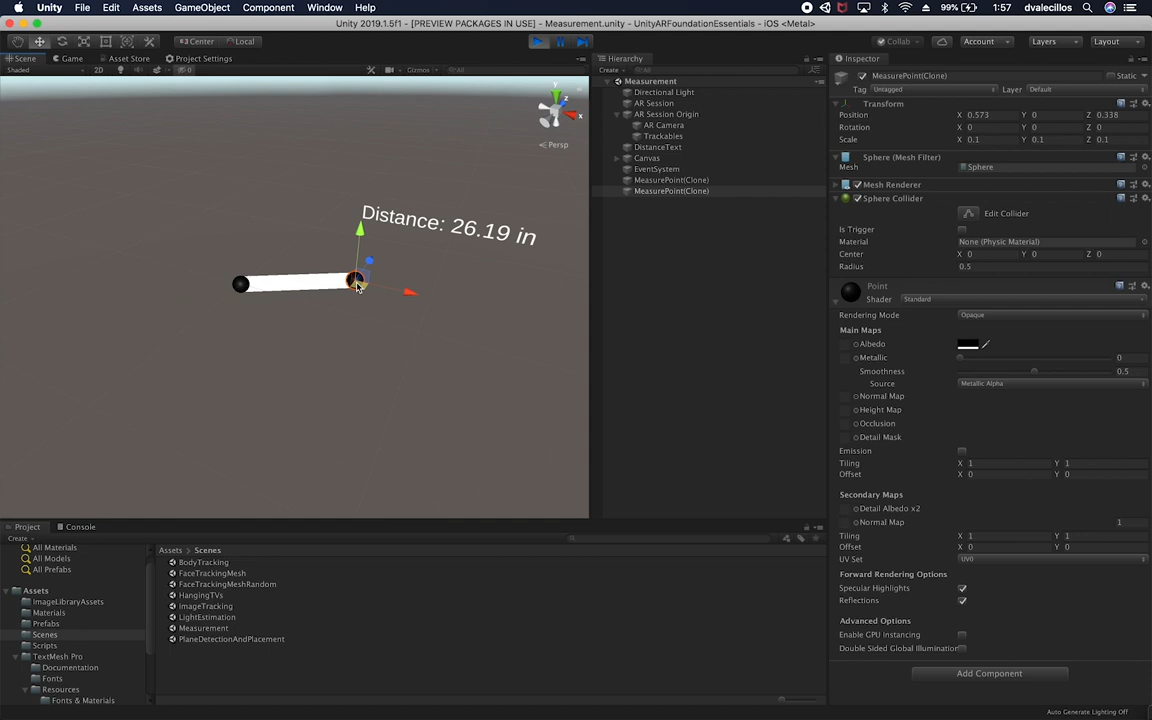 Unity File Edit Assets GameObject Component Window Help 99% 1:57 dvalecillos
Unity 2019.1.5f1 - [PREVIEW PACKAGES IN USE] - Measurement.unity - UnityARFoundationEssentials - iOS <Metal>
Center Local Collab Account Layers Layout
Scene Game Asset Store Project Settings
Shaded 2D 0 Gizmos All
y z x
Persp
Distance: 26.19 in
Hierarchy
Create All
Measurement
Directional Light
AR Session
AR Session Origin
AR Camera
Trackables
DistanceText
Canvas
EventSystem
MeasurePoint(Clone)
MeasurePoint(Clone)
Inspector
MeasurePoint(Clone) Static
Tag Untagged Layer Default
Transform
Position X 0.573 Y 0 Z 0.338
Rotation X 0 Y 0 Z 0
Scale X 0.1 Y 0.1 Z 0.1
Sphere (Mesh Filter)
Mesh Sphere
Mesh Renderer
Sphere Collider
Edit Collider
Is Trigger
Material None (Physic Material)
Center X 0 Y 0 Z 0
Radius 0.5
Point
Shader Standard
Rendering Mode Opaque
Main Maps
Albedo
Metallic 0
Smoothness 0.5
Source Metallic Alpha
Normal Map
Height Map
Occlusion
Detail Mask
Emission
Tiling X 1 Y 1
Offset X 0 Y 0
Secondary Maps
Detail Albedo x2
Normal Map 1
Tiling X 1 Y 1
Offset X 0 Y 0
UV Set UV0
Forward Rendering Options
Specular Highlights
Reflections
Advanced Options
Enable GPU Instancing
Double Sided Global Illumination
Add Component
Auto Generate Lighting Off
Project Console
Create
All Materials
All Models
All Prefabs
Assets
ImageLibraryAssets
Materials
Prefabs
Scenes
Scripts
TextMesh Pro
Documentation
Fonts
Resources
Fonts & Materials
Assets Scenes
BodyTracking
FaceTrackingMesh
FaceTrackingMeshRandom
HangingTVs
ImageTracking
LightEstimation
Measurement
PlaneDetectionAndPlacement